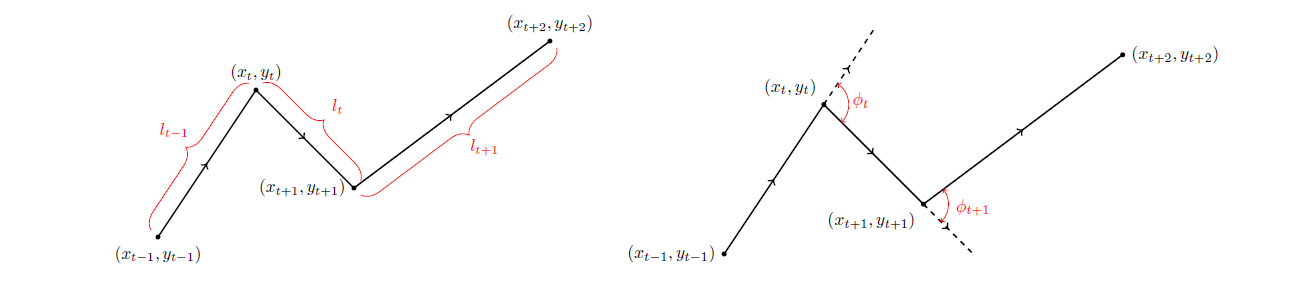 (x_{t+2}, y_{t+2})
(x_t, y_t)
l_t
l_{t-1}
l_{t+1}
(x_{t+1}, y_{t+1})
(x_{t-1}, y_{t-1})
(x_{t+2}, y_{t+2})
(x_t, y_t)
ϕ_t
ϕ_{t+1}
(x_{t+1}, y_{t+1})
(x_{t-1}, y_{t-1})